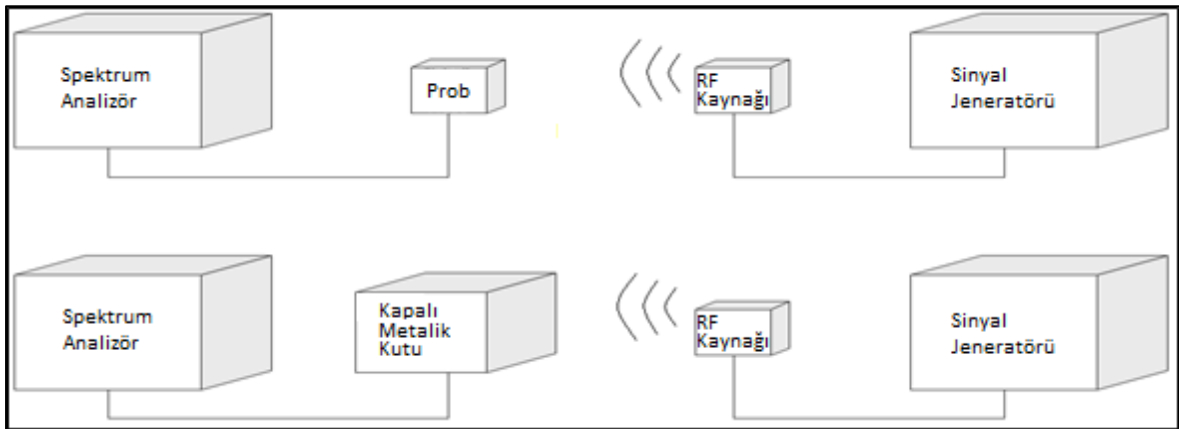 Spektrum
Analizör
Prob
RF
Kaynağı
Sinyal
Jeneratörü
Spektrum
Analizör
Kapalı
Metalik
Kutu
RF
Kaynağı
Sinyal
Jeneratörü